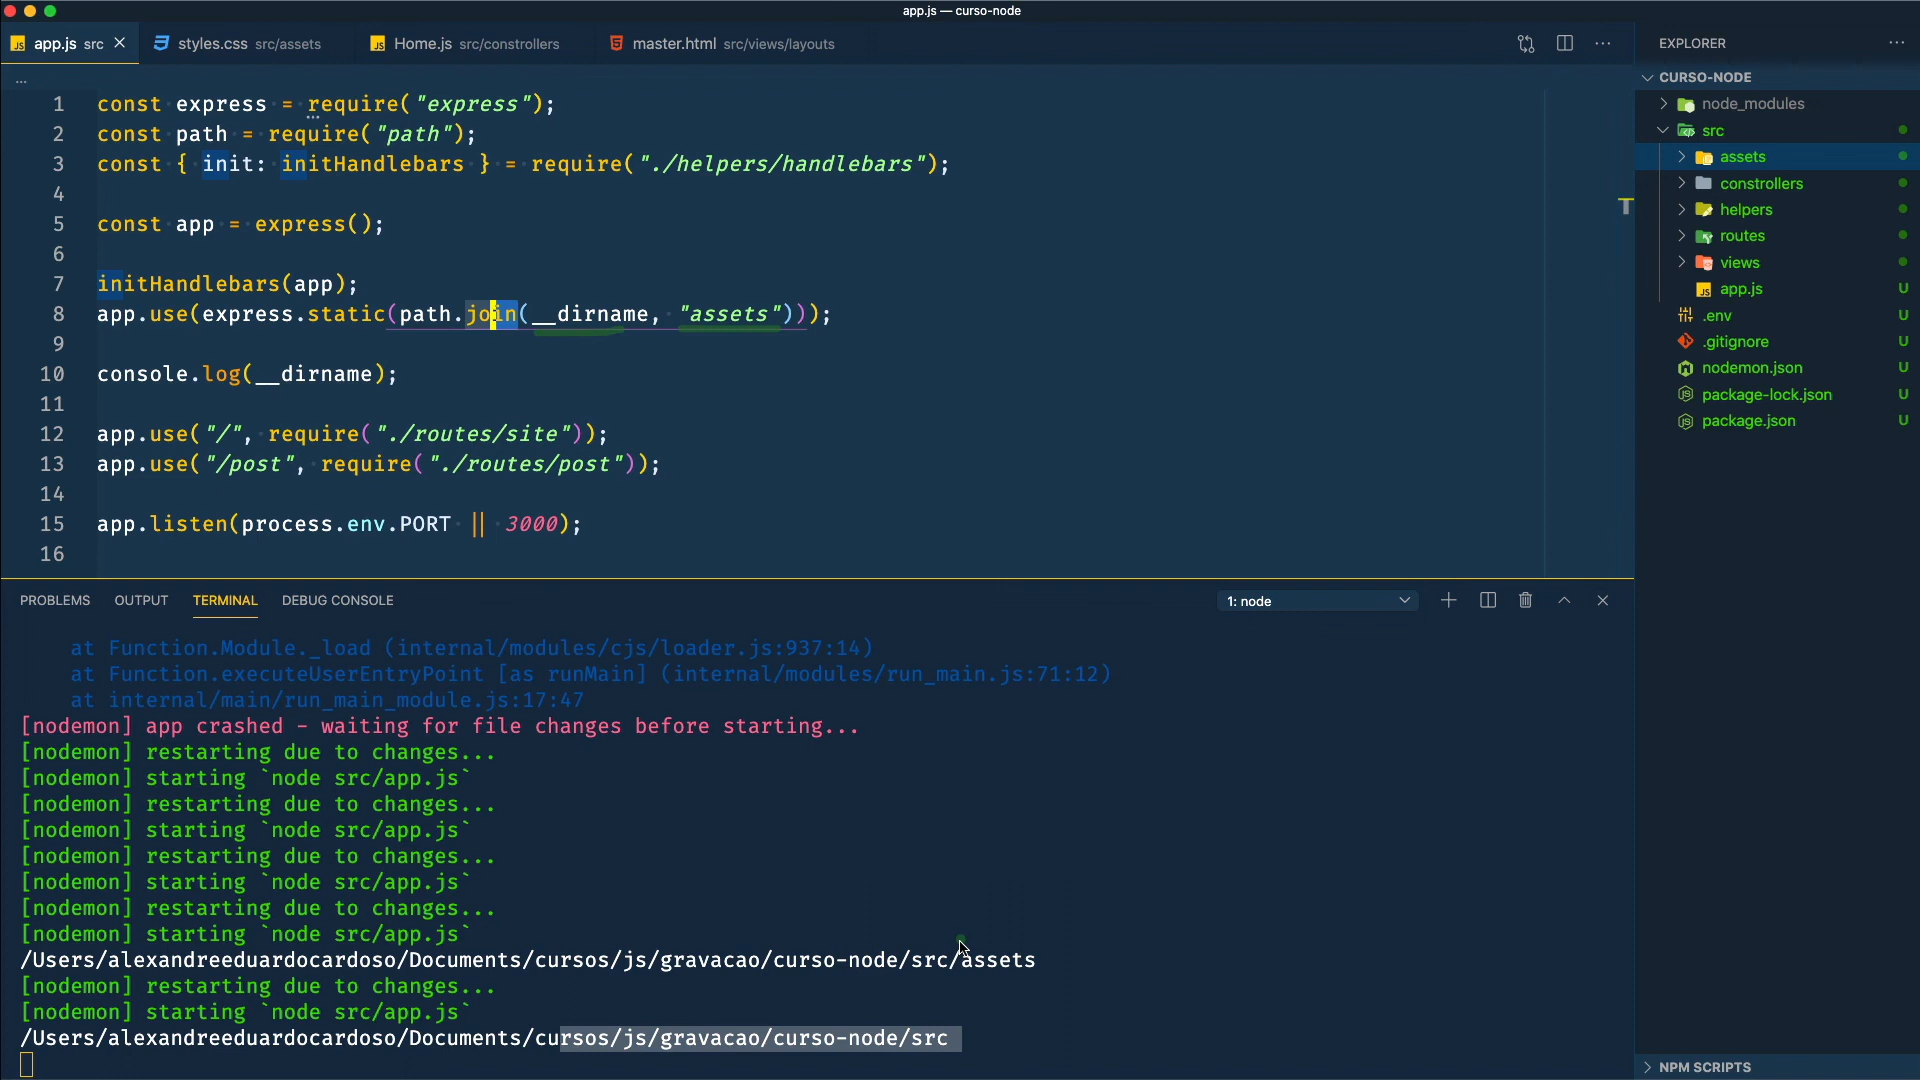 app.js — curso-node
app.js src
styles.css src/assets
Home.js src/constrollers
master.html src/views/layouts
...
1 const express = require("express");
2 const path = require("path");
3 const { init: initHandlebars } = require("./helpers/handlebars");
4
5 const app = express();
6
7 initHandlebars(app);
8 app.use(express.static(path.join(__dirname, "assets")));
9
10 console.log(__dirname);
11
12 app.use("/", require("./routes/site"));
13 app.use("/post", require("./routes/post"));
14
15 app.listen(process.env.PORT || 3000);
16
PROBLEMS OUTPUT TERMINAL DEBUG CONSOLE
1: node
at Function.Module._load (internal/modules/cjs/loader.js:937:14)
at Function.executeUserEntryPoint [as runMain] (internal/modules/run_main.js:71:12)
at internal/main/run_main_module.js:17:47
[nodemon] app crashed - waiting for file changes before starting...
[nodemon] restarting due to changes...
[nodemon] starting `node src/app.js`
[nodemon] restarting due to changes...
[nodemon] starting `node src/app.js`
[nodemon] restarting due to changes...
[nodemon] starting `node src/app.js`
[nodemon] restarting due to changes...
[nodemon] starting `node src/app.js`
/Users/alexandreeduardocardoso/Documents/cursos/js/gravacao/curso-node/src/assets
[nodemon] restarting due to changes...
[nodemon] starting `node src/app.js`
/Users/alexandreeduardocardoso/Documents/cursos/js/gravacao/curso-node/src
EXPLORER
CURSO-NODE
node_modules
src
assets
constrollers
helpers
routes
views
app.js U
.env U
.gitignore U
nodemon.json U
package-lock.json U
package.json U
NPM SCRIPTS